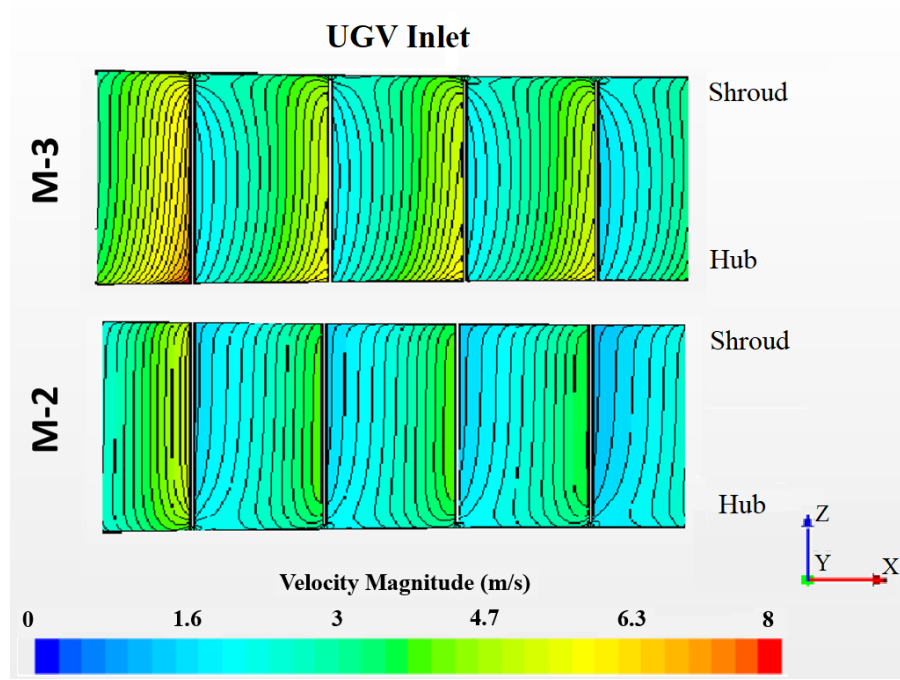 UGV Inlet
Shroud
M-3
Hub
Shroud
M-2
Hub
Z
Y X
Velocity Magnitude (m/s)
0 1.6 3 4.7 6.3 8